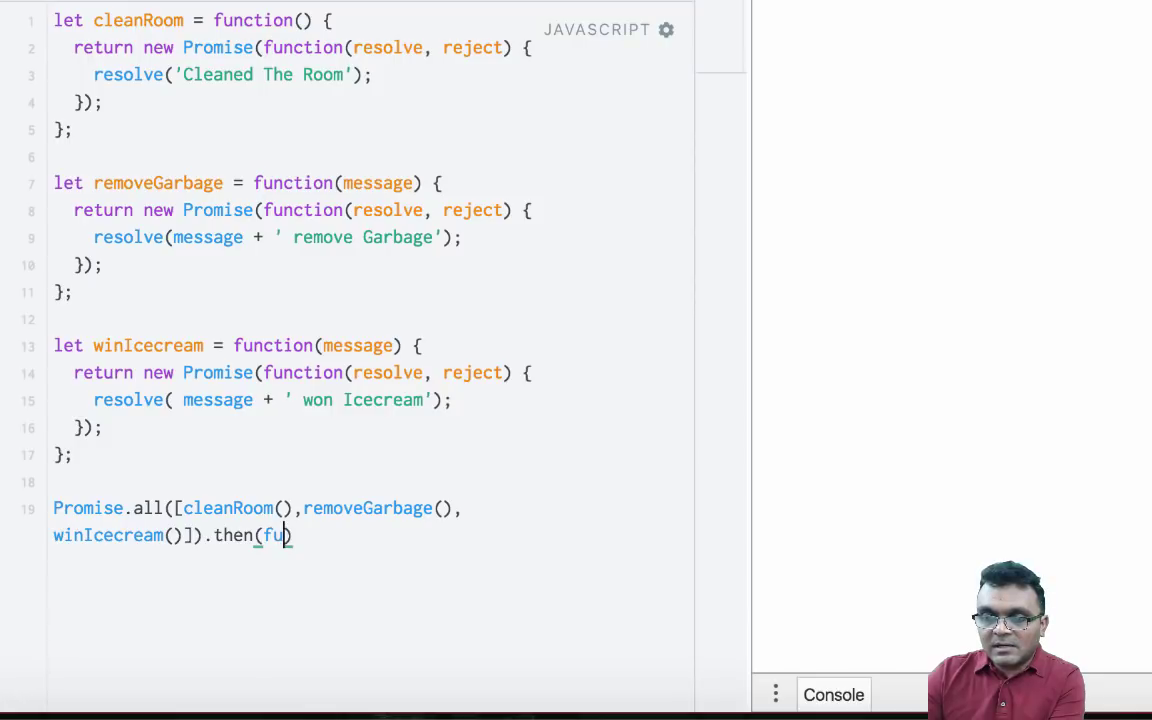 JAVASCRIPT
1 let cleanRoom = function() {
2 return new Promise(function(resolve, reject) {
3 resolve('Cleaned The Room');
4 });
5 };
6
7 let removeGarbage = function(message) {
8 return new Promise(function(resolve, reject) {
9 resolve(message + ' remove Garbage');
10 });
11 };
12
13 let winIcecream = function(message) {
14 return new Promise(function(resolve, reject) {
15 resolve( message + ' won Icecream');
16 });
17 };
18
19 Promise.all([cleanRoom(),removeGarbage(),
winIcecream()]).then(fu)
Console